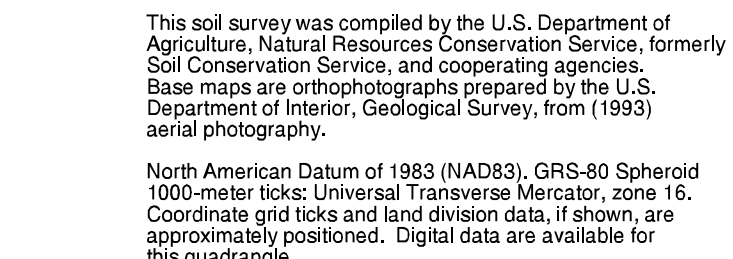 This soil survey was compiled by the U.S. Department of
Agriculture, Natural Resources Conservation Service, formerly
Soil Conservation Service, and cooperating agencies.
Base maps are orthophotographs prepared by the U.S.
Department of Interior, Geological Survey, from (1993)
aerial photography.
North American Datum of 1983 (NAD83). GRS-80 Spheroid
1000-meter ticks: Universal Transverse Mercator, zone 16.
Coordinate grid ticks and land division data, if shown, are
approximately positioned.  Digital data are available for
this quadrangle.